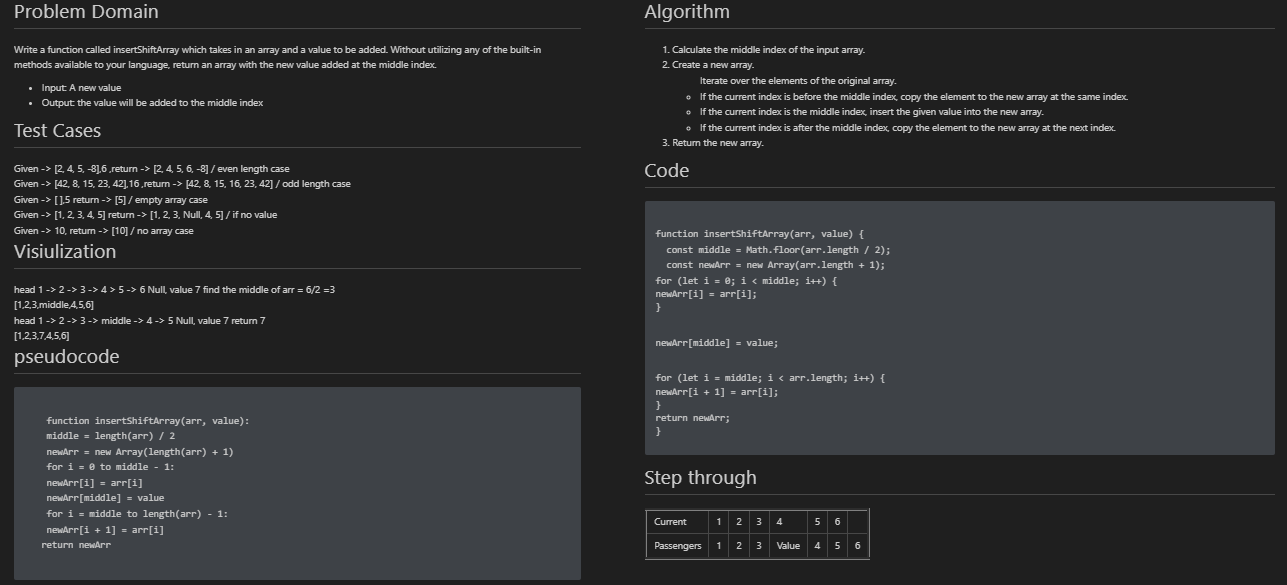 Problem Domain
Write a function called insertShiftArray which takes in an array and a value to be added. Without utilizing any of the built-in
methods available to your language, return an array with the new value added at the middle index.
• Input: A new value
• Output: the value will be added to the middle index
Test Cases
Given -> [2, 4, 5, -8],6 ,return -> [2, 4, 5, 6, -8] / even length case
Given -> [42, 8, 15, 23, 42],16 ,return -> [42, 8, 15, 16, 23, 42] / odd length case
Given -> [ ],5 return -> [5] / empty array case
Given -> [1, 2, 3, 4, 5] return -> [1, 2, 3, Null, 4, 5] / if no value
Given -> 10, return -> [10] / no array case
Visiulization
head 1 -> 2 -> 3 -> 4 > 5 -> 6 Null, value 7 find the middle of arr = 6/2 =3
[1,2,3,middle,4,5,6]
head 1 -> 2 -> 3 -> middle -> 4 -> 5 Null, value 7 return 7
[1,2,3,7,4,5,6]
pseudocode
function insertShiftArray(arr, value):
middle = length(arr) / 2
newArr = new Array(length(arr) + 1)
for i = 0 to middle - 1:
newArr[i] = arr[i]
newArr[middle] = value
for i = middle to length(arr) - 1:
newArr[i + 1] = arr[i]
return newArr
Algorithm
1. Calculate the middle index of the input array.
2. Create a new array.
Iterate over the elements of the original array.
◦ If the current index is before the middle index, copy the element to the new array at the same index.
◦ If the current index is the middle index, insert the given value into the new array.
◦ If the current index is after the middle index, copy the element to the new array at the next index.
3. Return the new array.
Code
function insertShiftArray(arr, value) {
const middle = Math.floor(arr.length / 2);
const newArr = new Array(arr.length + 1);
for (let i = 0; i < middle; i++) {
newArr[i] = arr[i];
}
newArr[middle] = value;
for (let i = middle; i < arr.length; i++) {
newArr[i + 1] = arr[i];
}
return newArr;
}
Step through
Current 1 2 3 4 5 6
Passengers 1 2 3 Value 4 5 6